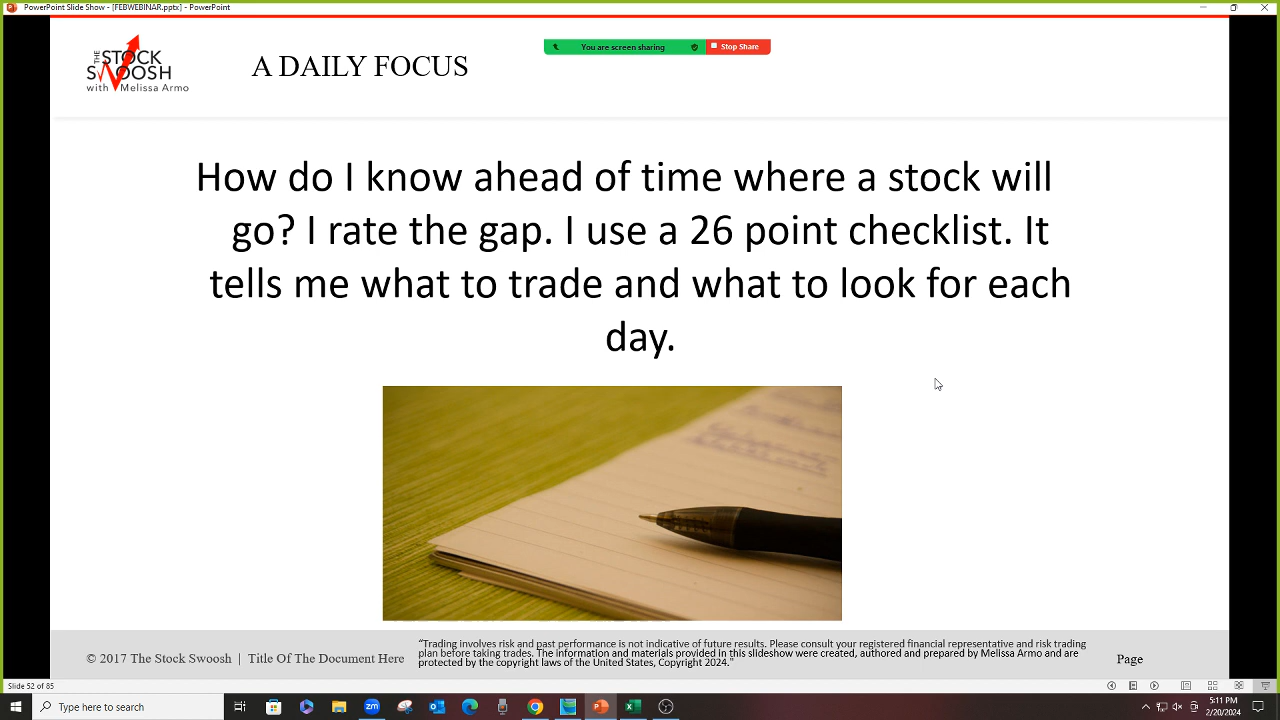 PowerPoint Slide Show - [FEBWEBINAR.pptx] - PowerPoint
You are screen sharing
Stop Share
THE
STOCK
SWOOSH
with Melissa Armo
A DAILY FOCUS
How do I know ahead of time where a stock will
go? I rate the gap. I use a 26 point checklist. It
tells me what to trade and what to look for each
day.
© 2017 The Stock Swoosh | Title Of The Document Here
"Trading involves risk and past performance is not indicative of future results. Please consult your registered financial representative and risk trading
plan before taking trades. The information and materials provided in this slideshow were created, authored and prepared by Melissa Armo and are
protected by the copyright laws of the United States, Copyright 2024."
Page
Slide 52 of 85
Type here to search
zm
5:11 PM
2/20/2024